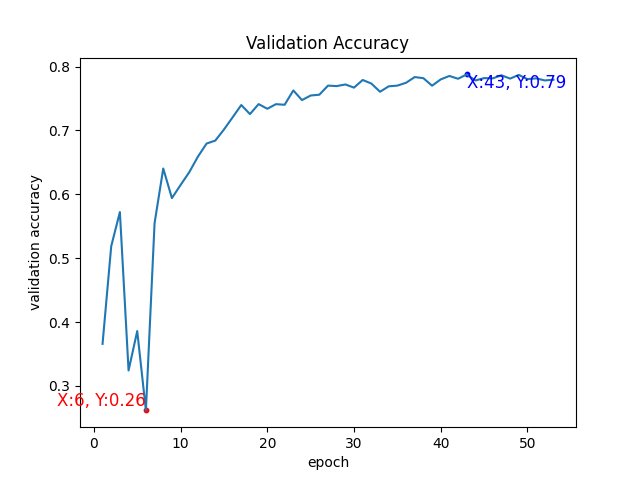 Validation Accuracy
0.8
X:43, Y:0.79
0.7
0.6
0.5
0.4
0.3
X:6, Y:0.26
validation accuracy
0 10 20 30 40 50
epoch